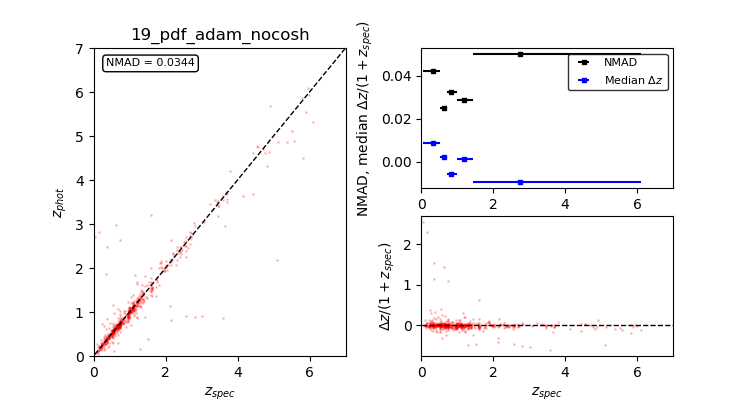 19_pdf_adam_nocosh
NMAD = 0.0344
7
6
5
4
3
2
1
0
0 2 4 6
z_phot
z_spec
NMAD, median Δz/(1 + z_spec)
0.04
0.02
0.00
NMAD
Median Δz
0 2 4 6
Δz/(1 + z_spec)
2
1
0
0 2 4 6
z_spec